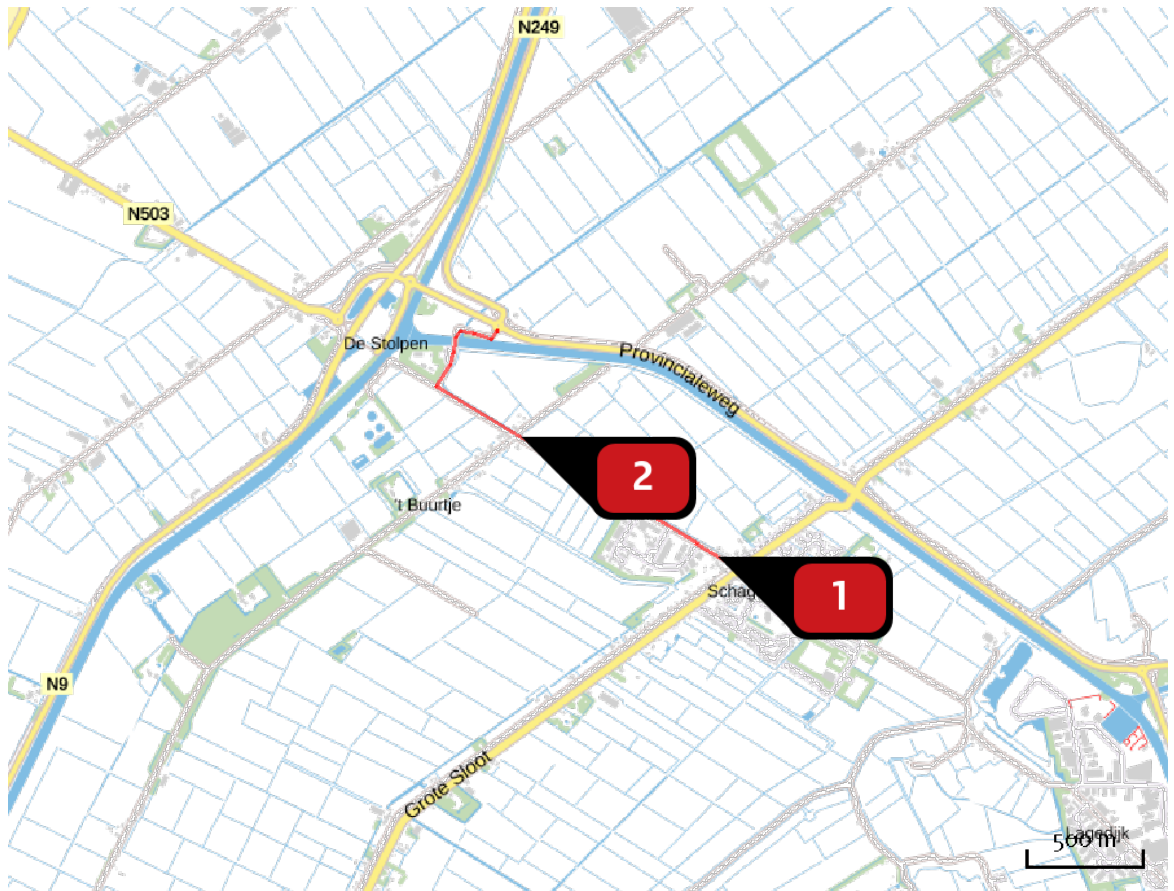 N249
N503
De Stolpen
Provincialeweg
2
't Buurtje
1
Schag
N9
Grote Sloot
Lagedijk
500 m